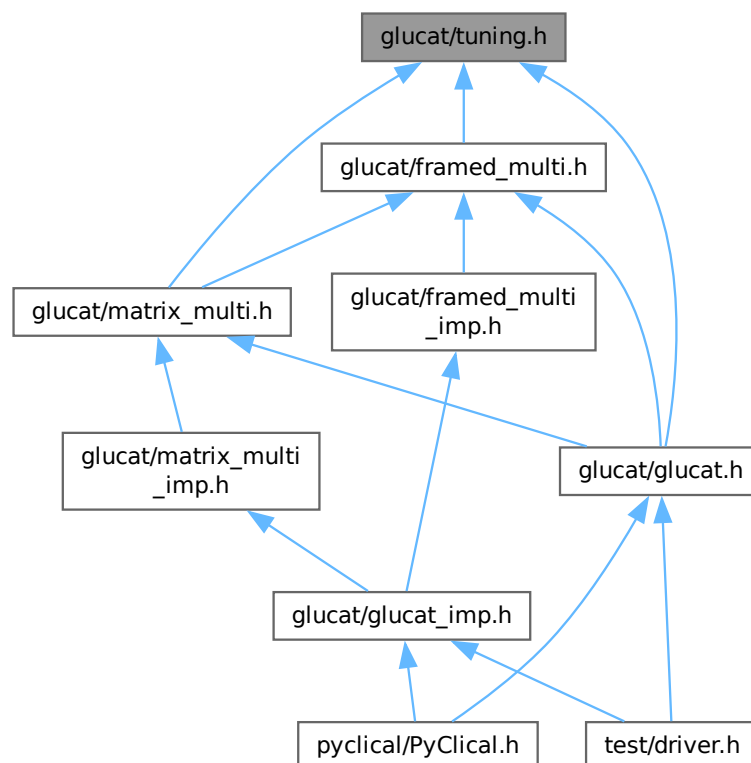 glucat/tuning.h
glucat/framed_multi.h
glucat/matrix_multi.h
glucat/framed_multi
_imp.h
glucat/matrix_multi
_imp.h
glucat/glucat.h
glucat/glucat_imp.h
pyclical/PyClical.h
test/driver.h